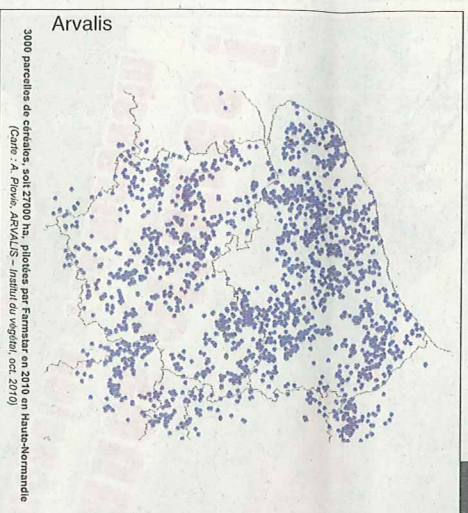 Arvalis
3000 parcelles de céréales, soit 27000 ha, pilotées par Farmstar en 2010 en Haute-Normandie
(Carte : A. Plovie, ARVALIS – Institut du végétal, oct. 2010)